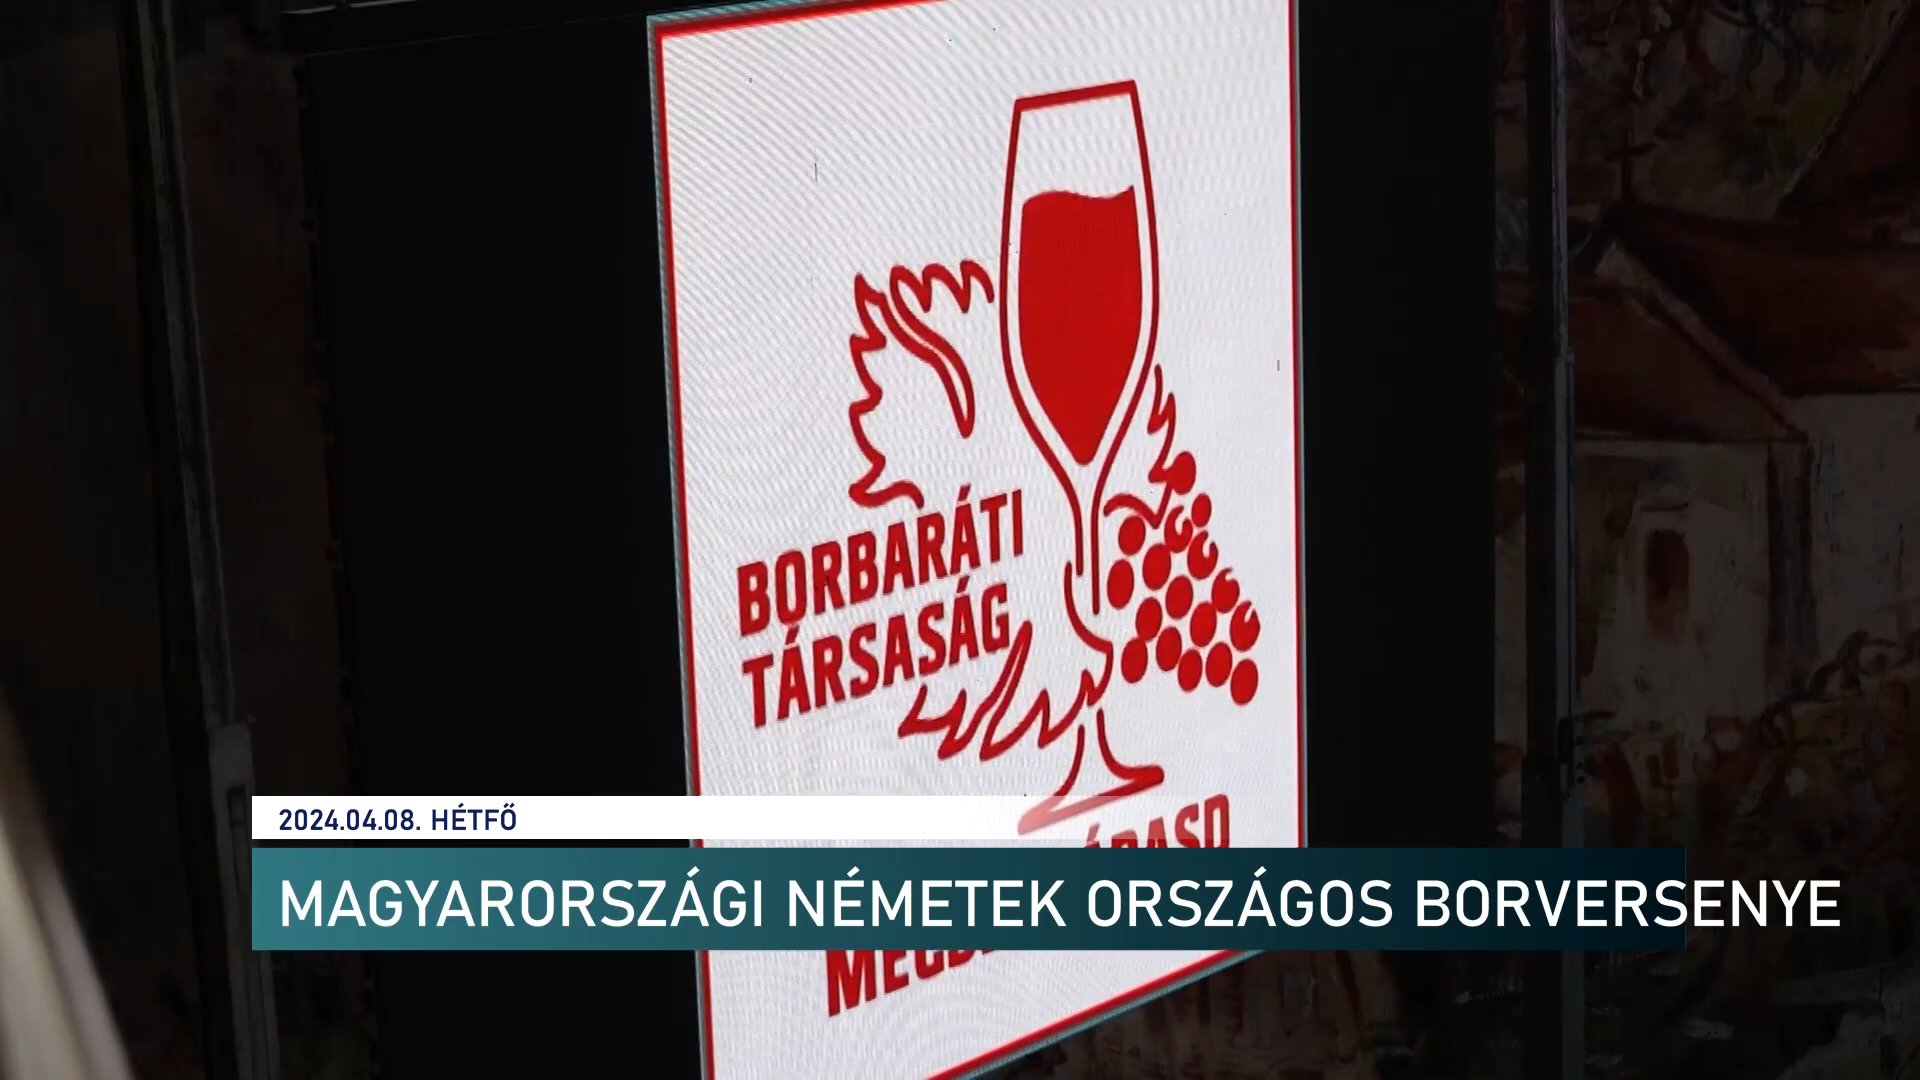 BORBARÁTI
TÁRSASÁG
2024.04.08. HÉTFŐ
MAGYARORSZÁGI NÉMETEK ORSZÁGOS BORVERSENYE